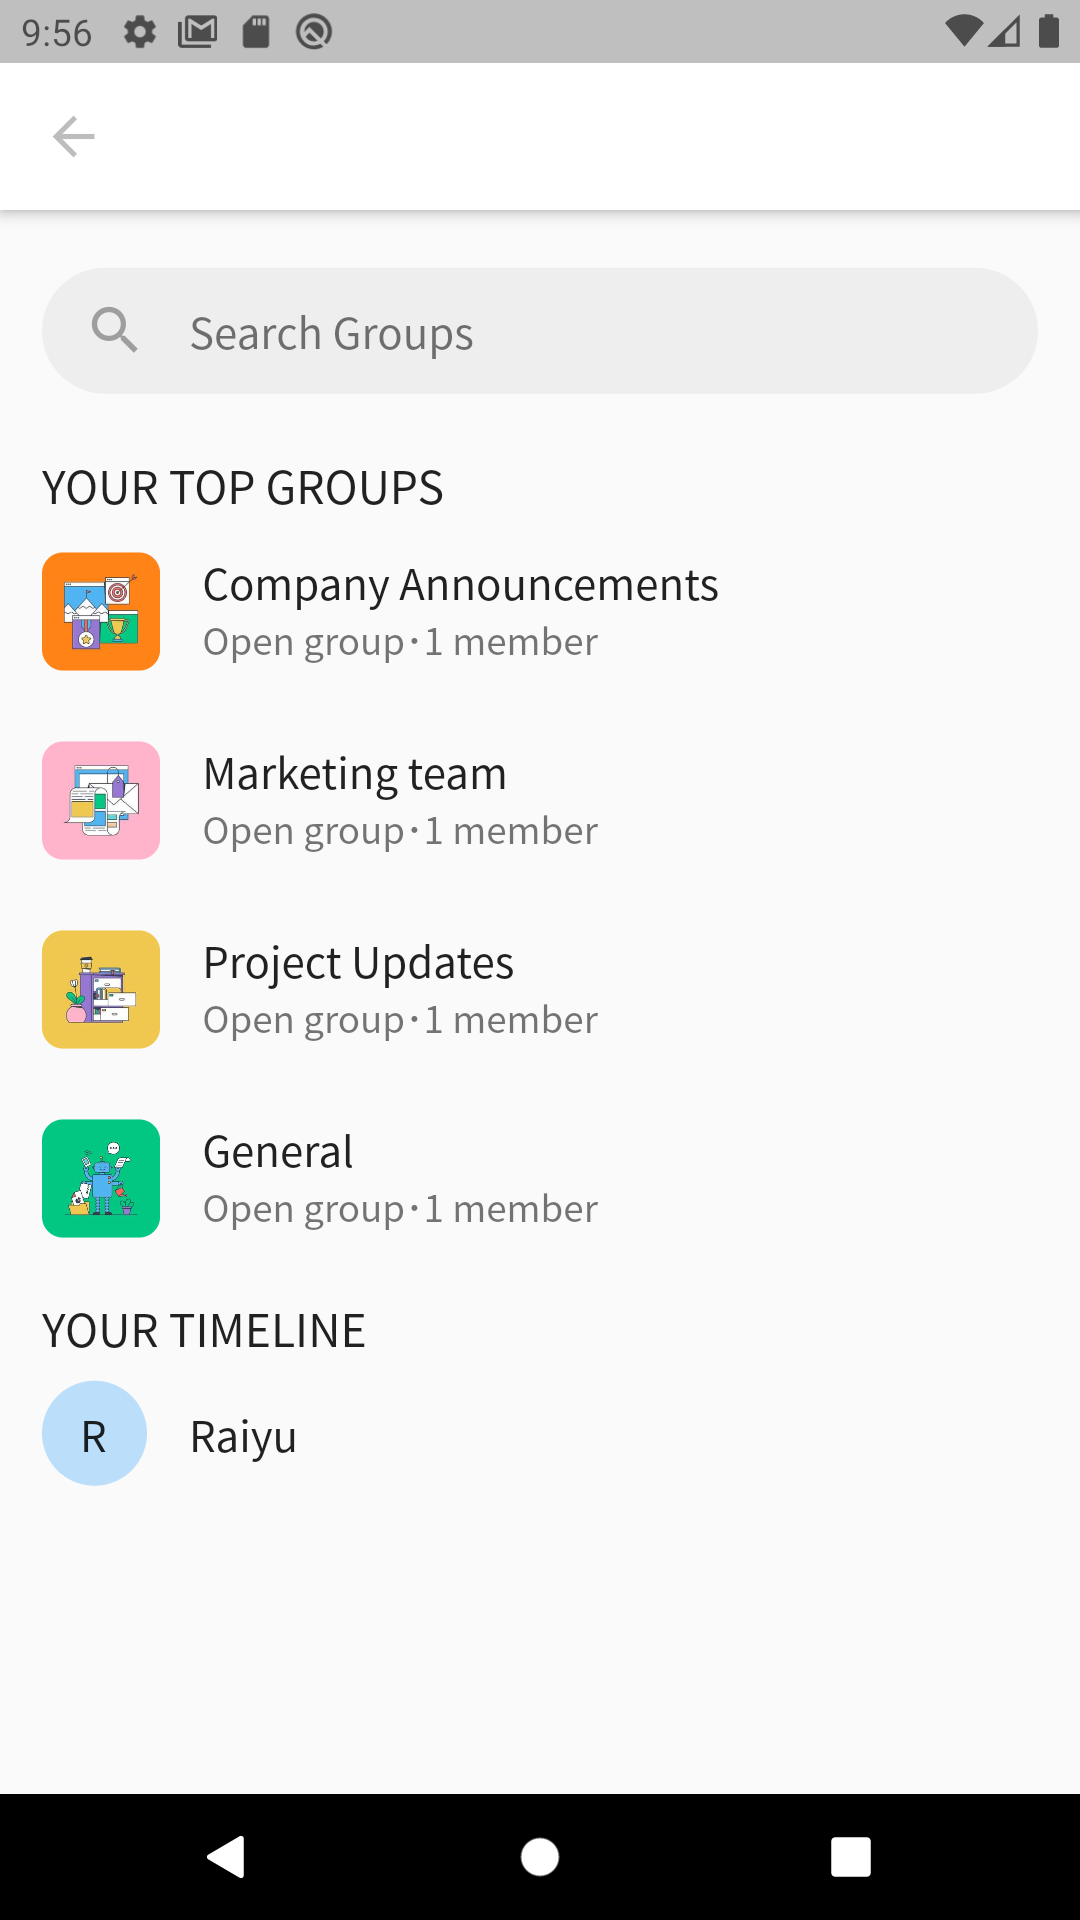 9:56
Search Groups
YOUR TOP GROUPS
Company Announcements
Open group·1 member
Marketing team
Open group·1 member
Project Updates
Open group·1 member
General
Open group·1 member
YOUR TIMELINE
R
Raiyu